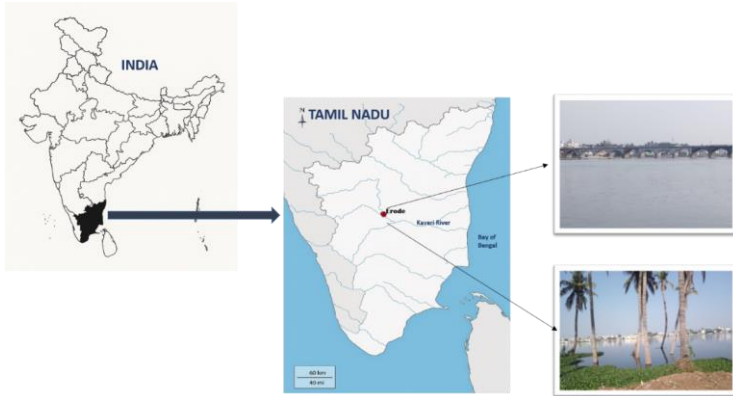 INDIA
N
TAMIL NADU
Erode
Kaveri River
Bay of
Bengal
60 km
40 mi